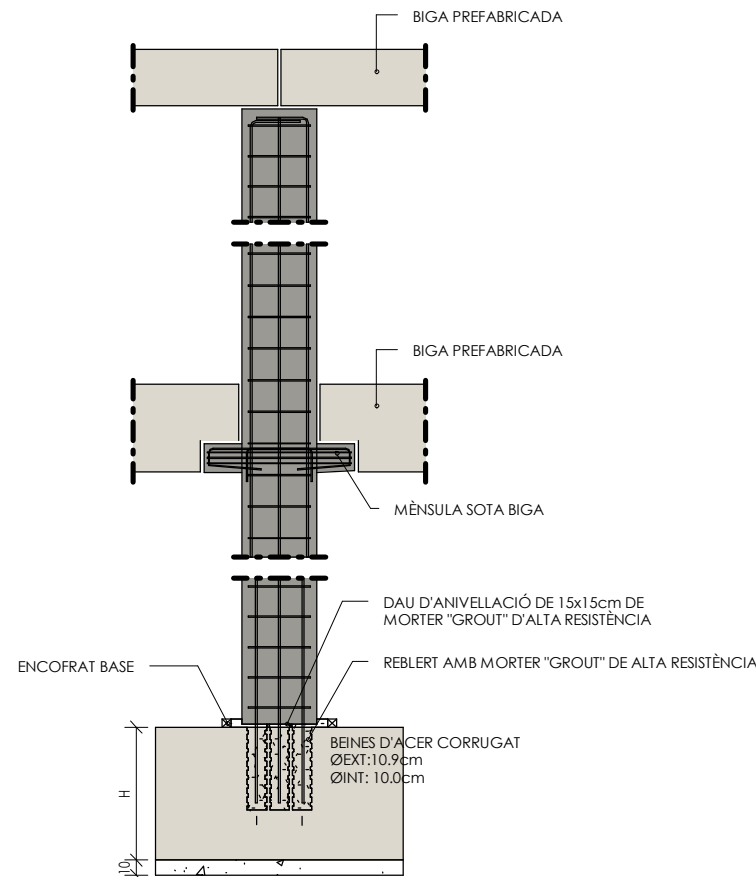 BIGA PREFABRICADA
BIGA PREFABRICADA
MÈNSULA SOTA BIGA
DAU D'ANIVELLACIÓ DE 15x15cm DE
MORTER "GROUT" D'ALTA RESISTÈNCIA
ENCOFRAT BASE
REBLERT AMB MORTER "GROUT" DE ALTA RESISTÈNCIA
BEINES D'ACER CORRUGAT
ØEXT:10.9cm
ØINT: 10.0cm
H
10